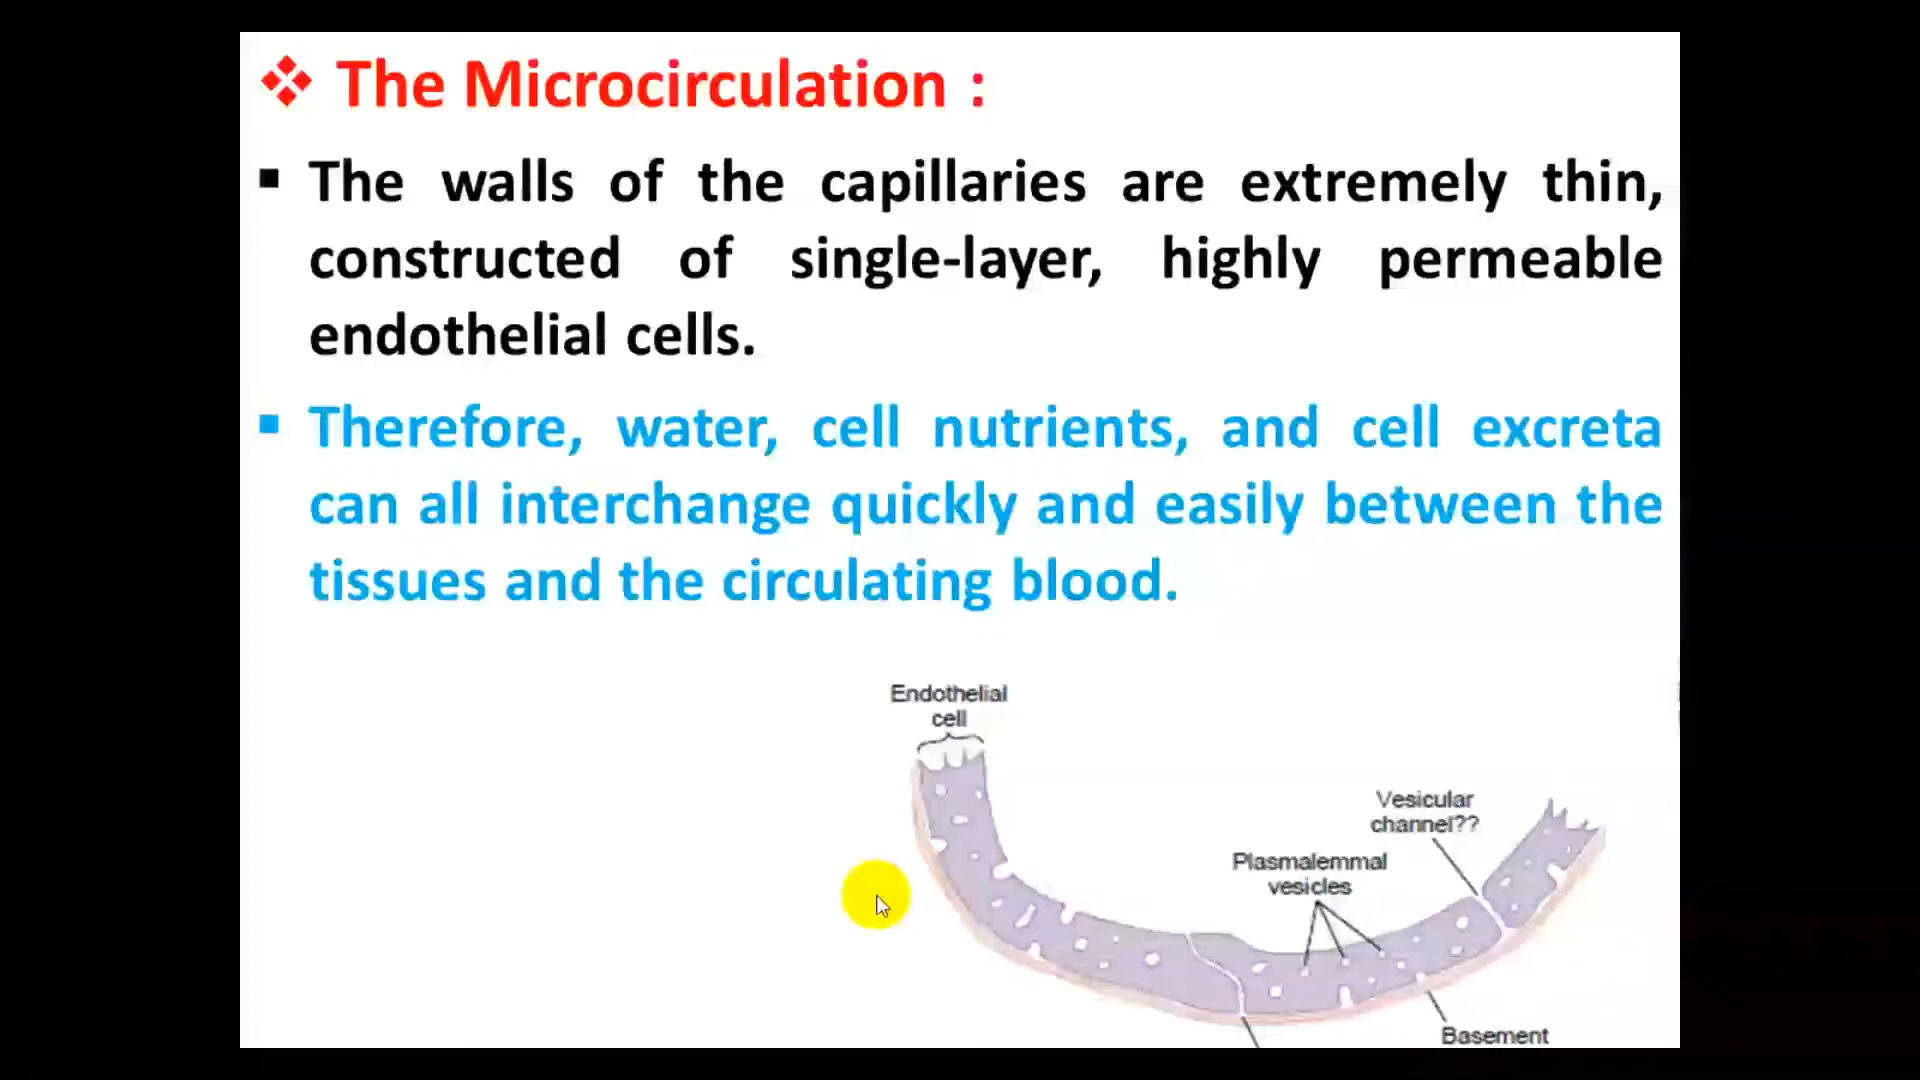 ❖ The Microcirculation :
▪ The walls of the capillaries are extremely thin,
constructed of single-layer, highly permeable
endothelial cells.
▪ Therefore, water, cell nutrients, and cell excreta
can all interchange quickly and easily between the
tissues and the circulating blood.
Endothelial
cell
Vesicular
channel??
Plasmalemmal
vesicles
Basement